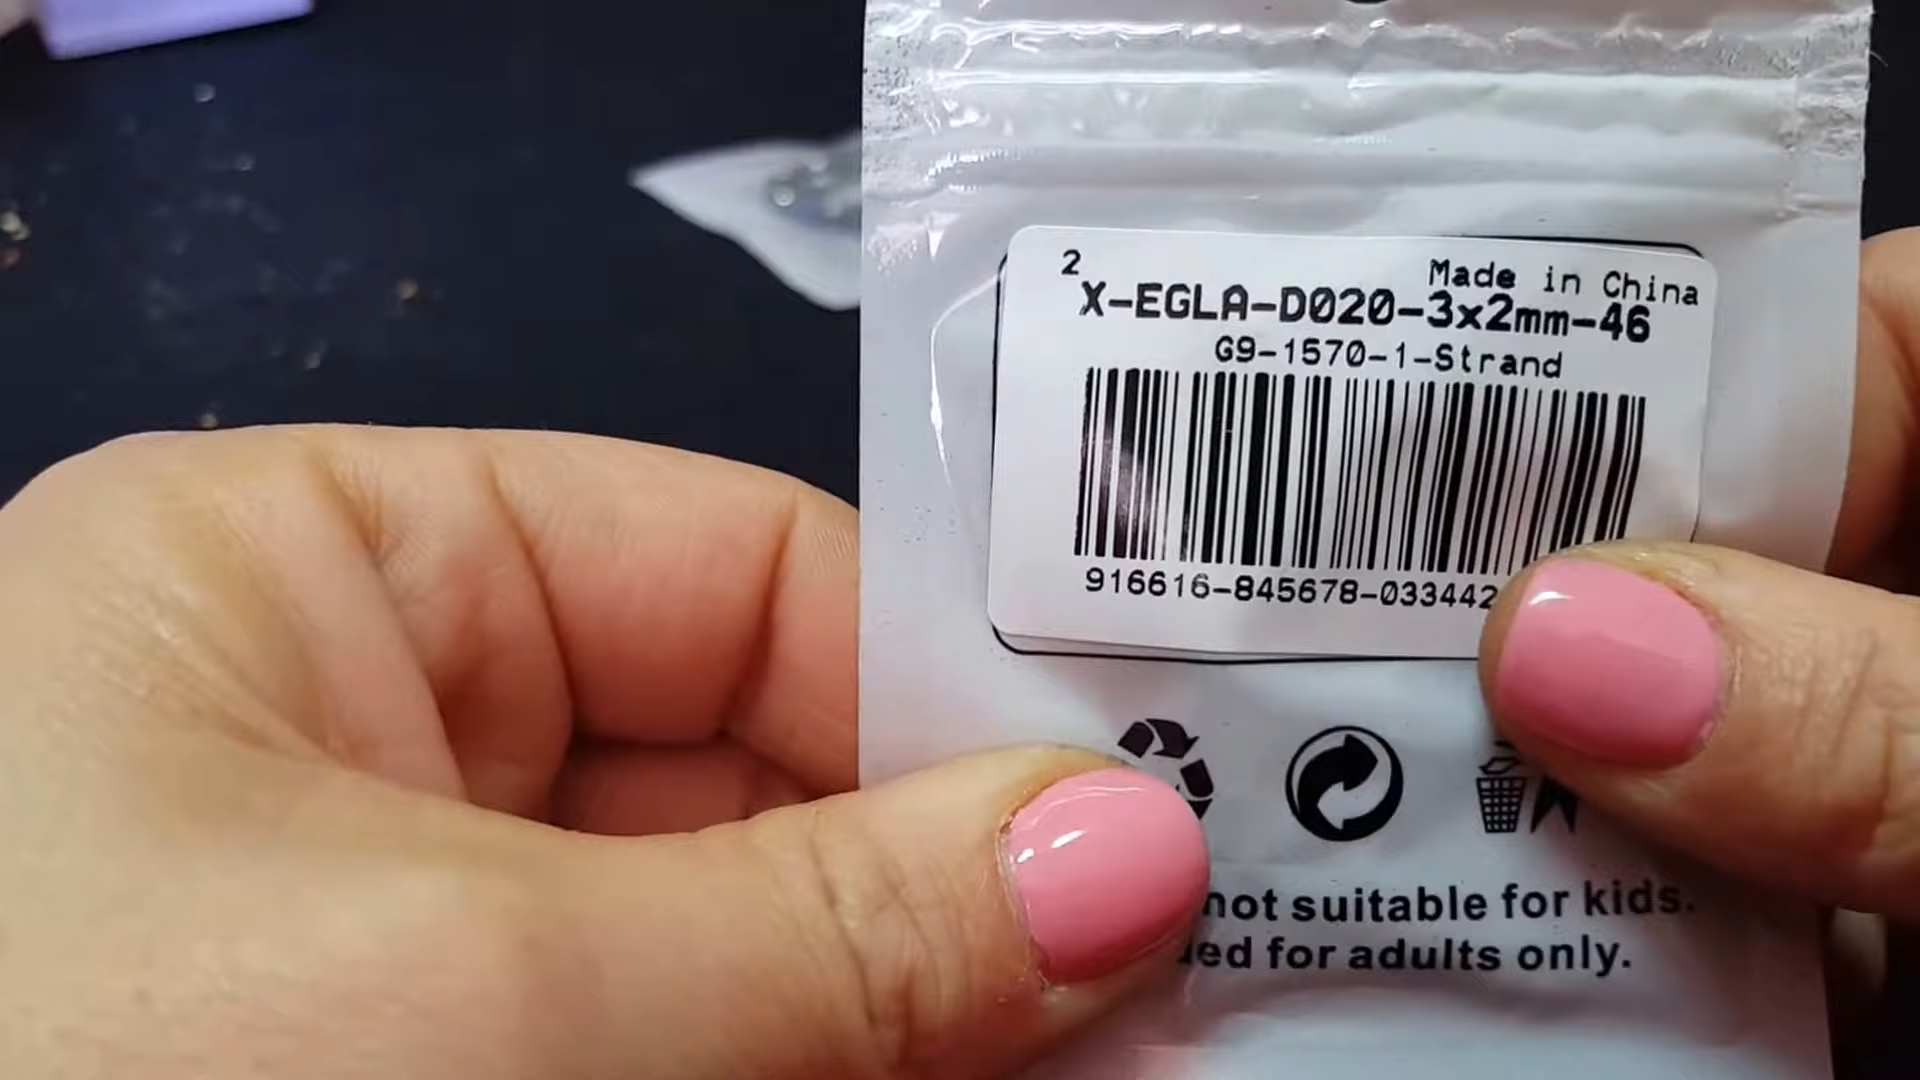 2
Made in China
X-EGLA-D020-3x2mm-46
G9-1570-1-Strand
916616-845678-033442
not suitable for kids.
for adults only.